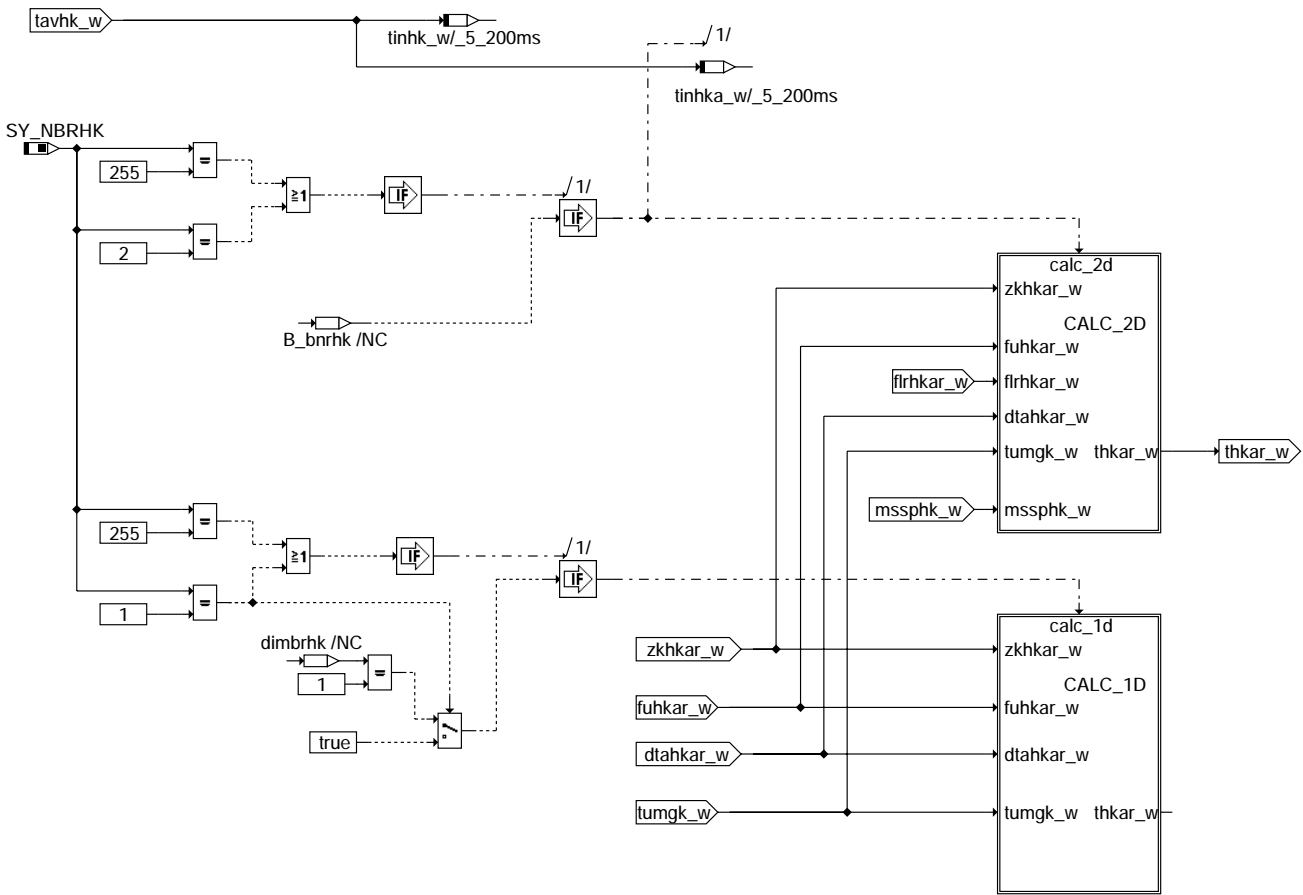 tavhk_w
tinhk_w/_5_200ms
/1/
tinhka_w/_5_200ms
SY_NBRHK
255
=
≥1
IF
/1/
IF
2
=
B_bnrhk /NC
calc_2d
zkhkar_w
CALC_2D
fuhkar_w
flrhkar_w
flrhkar_w
dtahkar_w
tumgk_w
thkar_w
thkar_w
mssphk_w
mssphk_w
255
=
≥1
IF
/1/
IF
1
=
dimbrhk /NC
1
=
true
calc_1d
zkhkar_w
zkhkar_w
CALC_1D
fuhkar_w
fuhkar_w
dtahkar_w
dtahkar_w
tumgk_w
tumgk_w
thkar_w